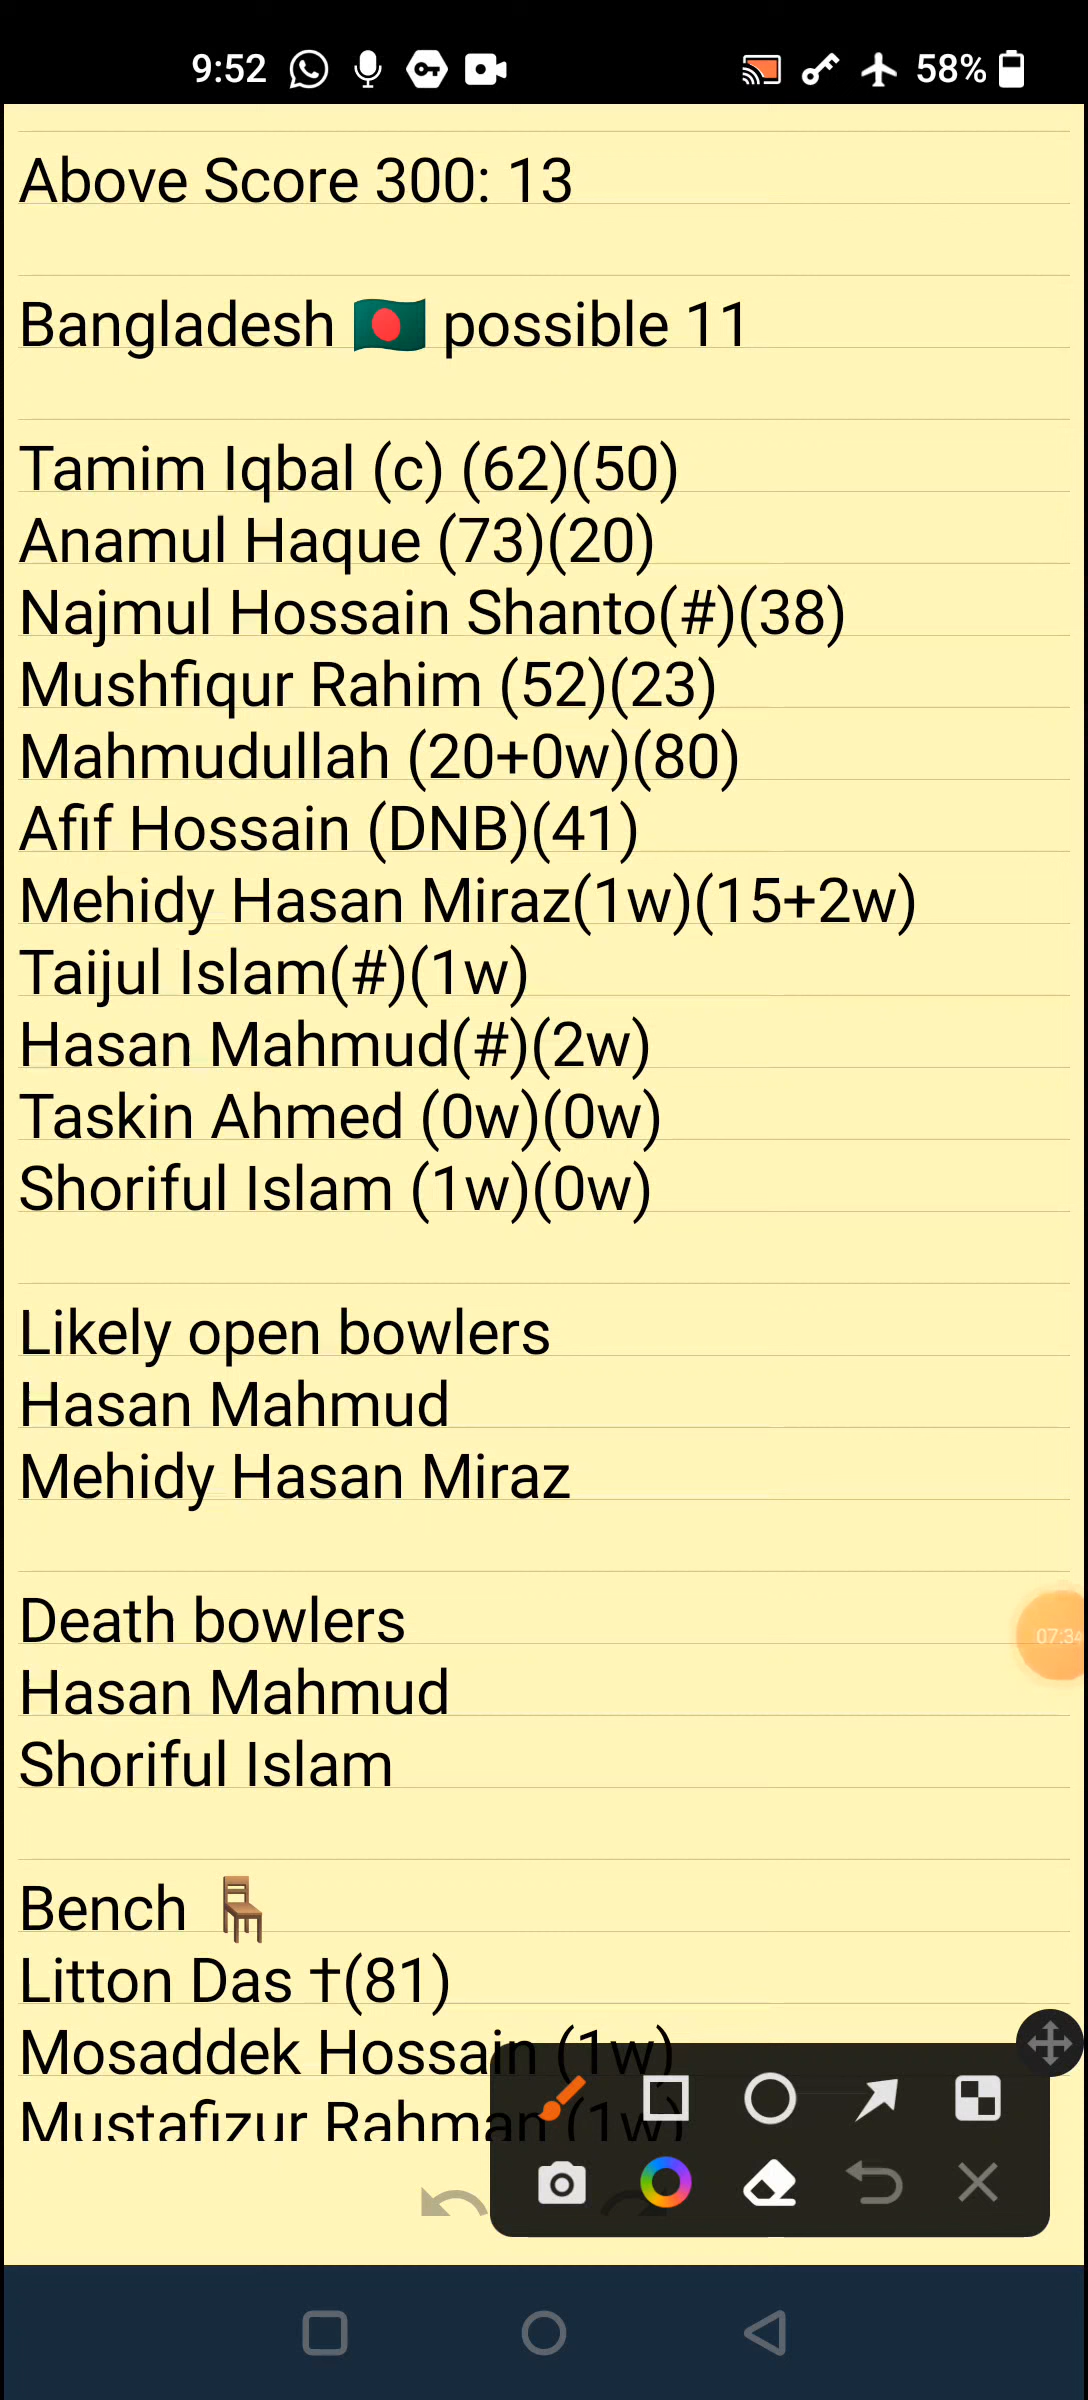 9:52 58%
Above Score 300: 13
Bangladesh 🇧🇩 possible 11
Tamim Iqbal (c) (62)(50)
Anamul Haque (73)(20)
Najmul Hossain Shanto(#)(38)
Mushfiqur Rahim (52)(23)
Mahmudullah (20+0w)(80)
Afif Hossain (DNB)(41)
Mehidy Hasan Miraz(1w)(15+2w)
Taijul Islam(#)(1w)
Hasan Mahmud(#)(2w)
Taskin Ahmed (0w)(0w)
Shoriful Islam (1w)(0w)
Likely open bowlers
Hasan Mahmud
Mehidy Hasan Miraz
Death bowlers
07:34
Hasan Mahmud
Shoriful Islam
Bench 🪑
Litton Das †(81)
Mosaddek Hossain (1w)
Mustafizur Rahman (1w)